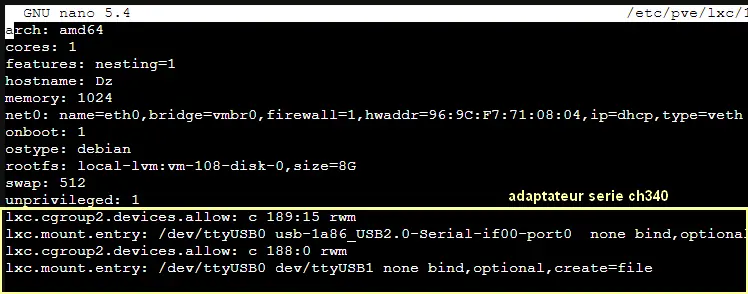 GNU nano 5.4 /etc/pve/lxc/1
arch: amd64
cores: 1
features: nesting=1
hostname: Dz
memory: 1024
net0: name=eth0,bridge=vmbr0,firewall=1,hwaddr=96:9C:F7:71:08:04,ip=dhcp,type=veth
onboot: 1
ostype: debian
rootfs: local-lvm:vm-108-disk-0,size=8G
swap: 512
unprivileged: 1
adaptateur serie ch340
lxc.cgroup2.devices.allow: c 189:15 rwm
lxc.mount.entry: /dev/ttyUSB0 usb-1a86_USB2.0-Serial-if00-port0  none bind,optional
lxc.cgroup2.devices.allow: c 188:0 rwm
lxc.mount.entry: /dev/ttyUSB0 dev/ttyUSB1 none bind,optional,create=file